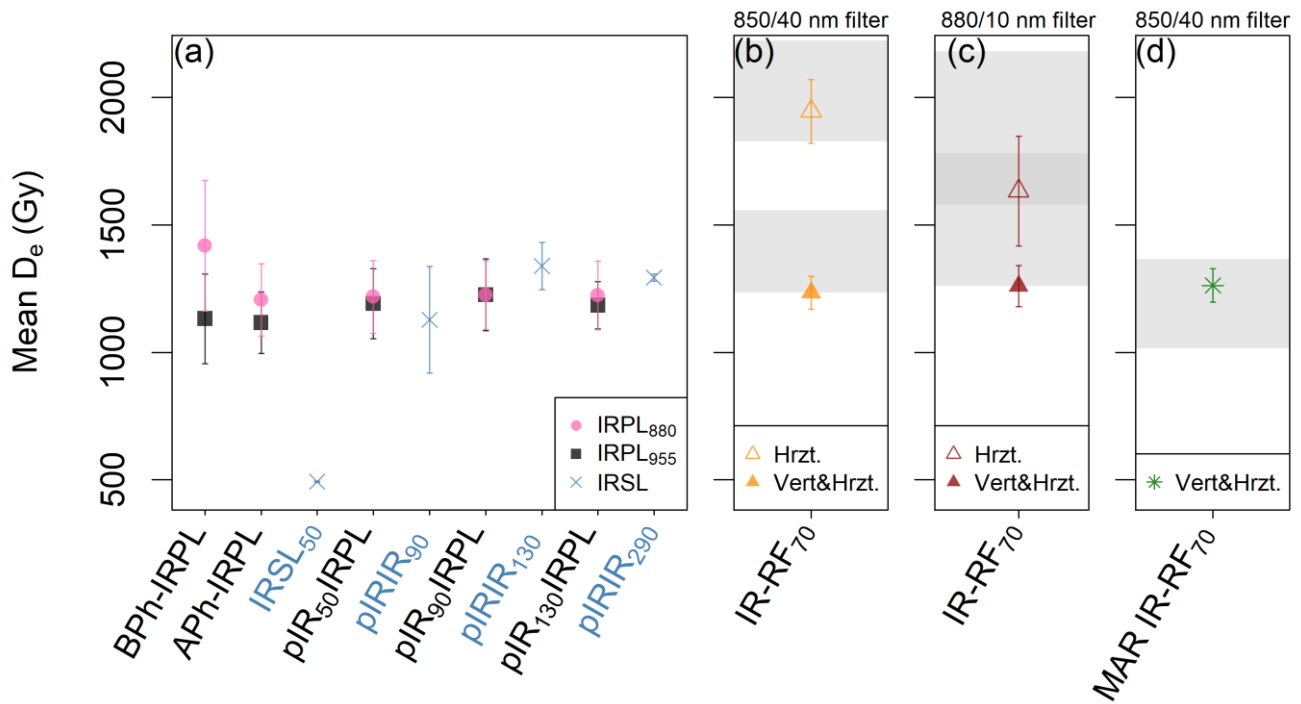 850/40 nm filter
880/10 nm filter
850/40 nm filter
(a)
(b)
(c)
(d)
Mean Dₑ (Gy)
2000
1500
1000
500
IRPL₈₈₀
IRPL₉₅₅
IRSL
Hrzt.
Vert&Hrzt.
Hrzt.
Vert&Hrzt.
Vert&Hrzt.
BPh-IRPL
APh-IRPL
IRSL₅₀
pIR₅₀IRPL
pIRIR₉₀
pIR₉₀IRPL
pIRIR₁₃₀
pIR₁₃₀IRPL
pIRIR₂₉₀
IR-RF₇₀
IR-RF₇₀
MAR IR-RF₇₀